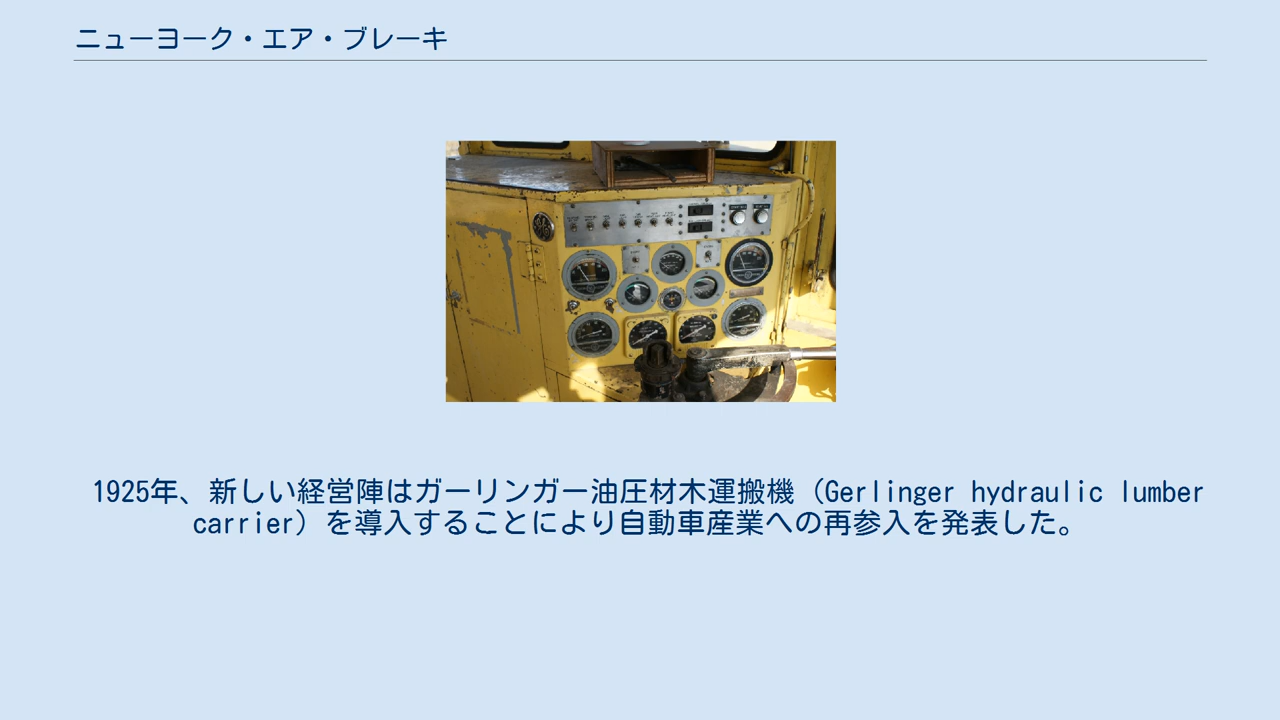 ニューヨーク・エア・ブレーキ
1925年、新しい経営陣はガーリンガー油圧材木運搬機（Gerlinger hydraulic lumber
carrier）を導入することにより自動車産業への再参入を発表した。